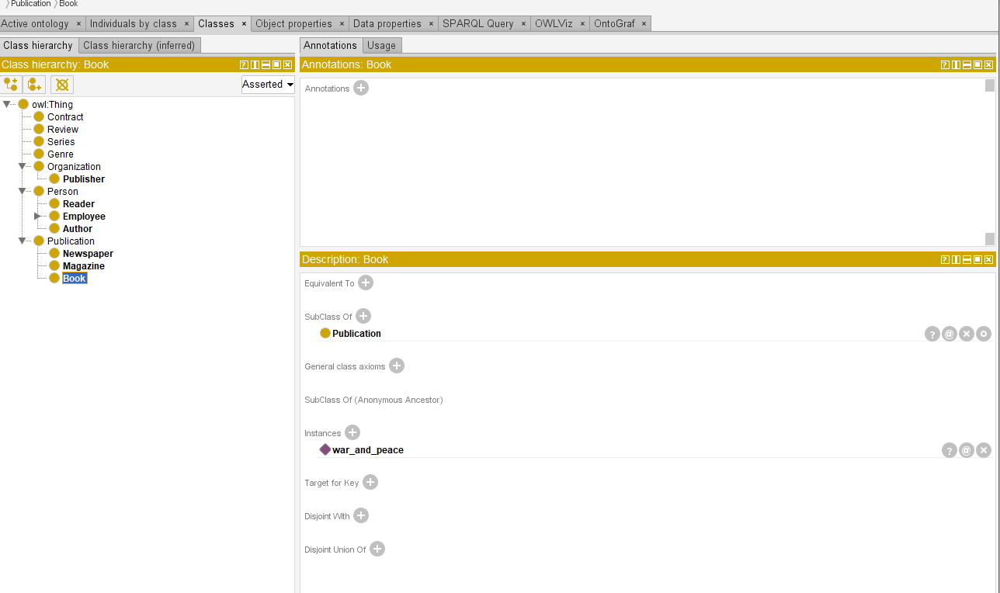 Publication Book
Active ontology × Individuals by class × Classes × Object properties × Data properties × SPARQL Query × OWLViz × OntoGraf ×
Class hierarchy Class hierarchy (inferred)
Class hierarchy: Book
Asserted
owl:Thing
Contract
Review
Series
Genre
Organization
Publisher
Person
Reader
Employee
Author
Publication
Newspaper
Magazine
Book
Annotations Usage
Annotations: Book
Annotations
Description: Book
Equivalent To
SubClass Of
Publication
General class axioms
SubClass Of (Anonymous Ancestor)
Instances
war_and_peace
Target for Key
Disjoint With
Disjoint Union Of